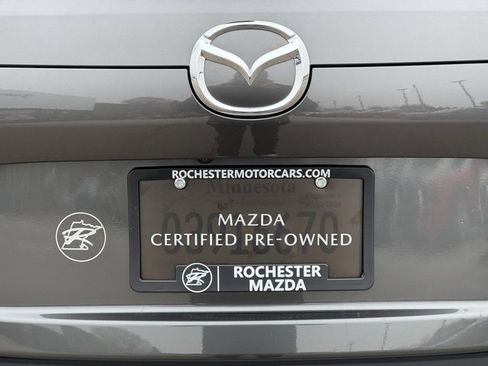 ROCHESTERMOTORCARS.COM
Minnesota
MAZDA
CERTIFIED PRE-OWNED
ROCHESTER
MAZDA